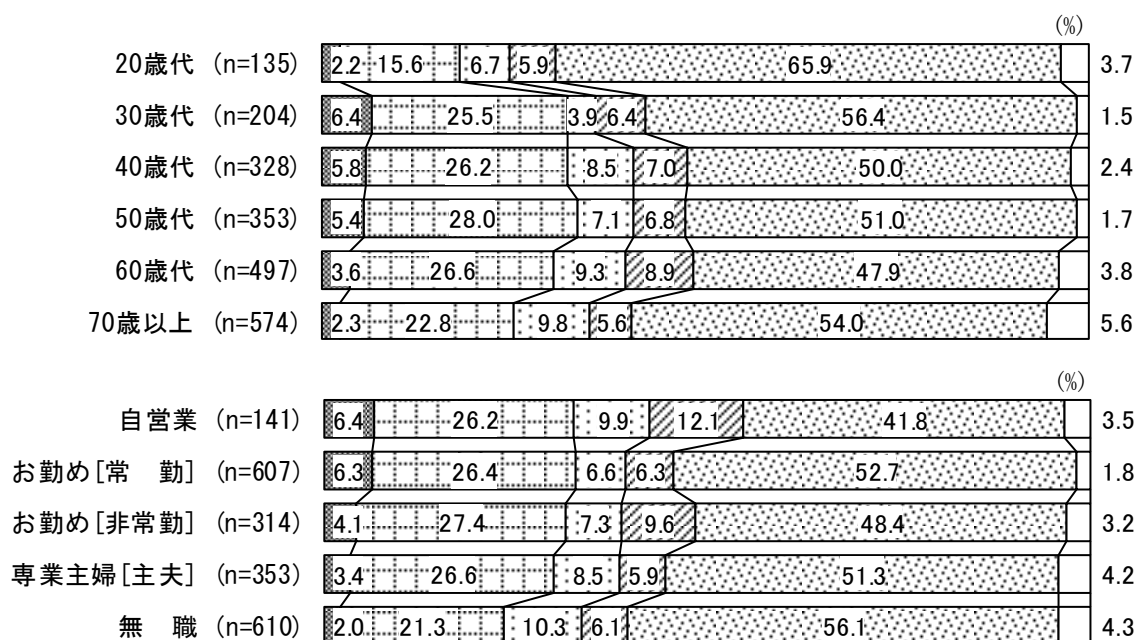 (%)
20歳代 (n=135) 2.2 15.6 6.7 5.9 65.9 3.7
30歳代 (n=204) 6.4 25.5 3.9 6.4 56.4 1.5
40歳代 (n=328) 5.8 26.2 8.5 7.0 50.0 2.4
50歳代 (n=353) 5.4 28.0 7.1 6.8 51.0 1.7
60歳代 (n=497) 3.6 26.6 9.3 8.9 47.9 3.8
70歳以上 (n=574) 2.3 22.8 9.8 5.6 54.0 5.6
(%)
自営業 (n=141) 6.4 26.2 9.9 12.1 41.8 3.5
お勤め[常　勤] (n=607) 6.3 26.4 6.6 6.3 52.7 1.8
お勤め[非常勤] (n=314) 4.1 27.4 7.3 9.6 48.4 3.2
専業主婦[主夫] (n=353) 3.4 26.6 8.5 5.9 51.3 4.2
無　職 (n=610) 2.0 21.3 10.3 6.1 56.1 4.3